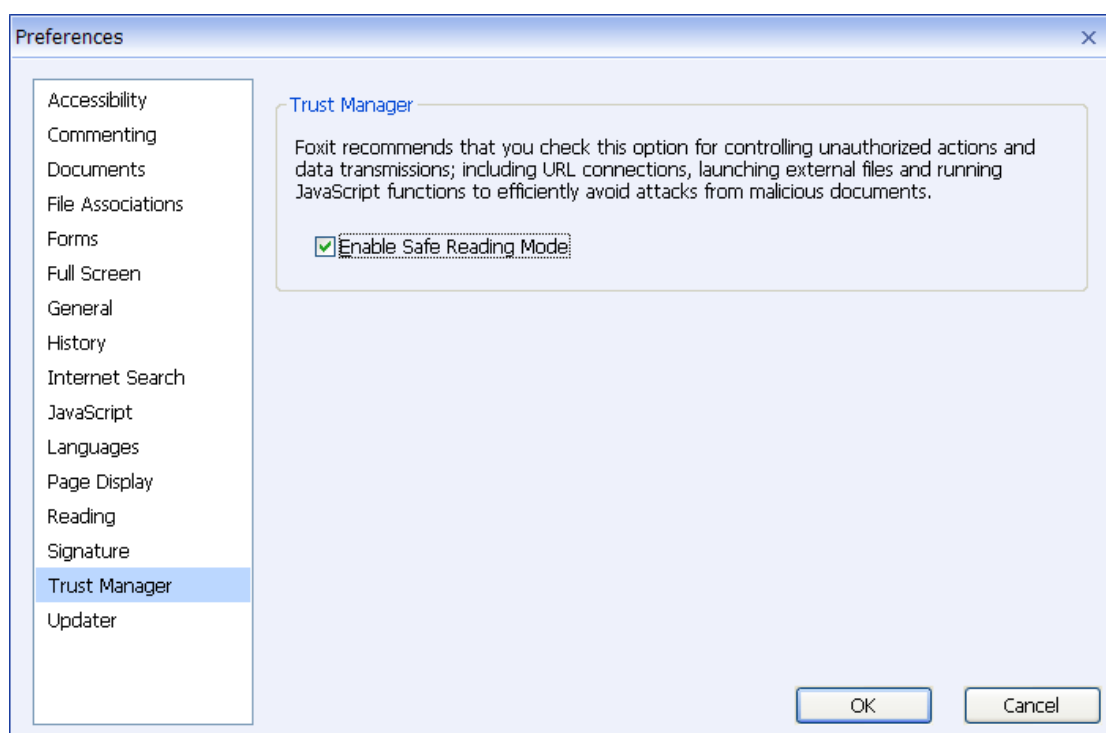 Preferences
Accessibility
Commenting
Documents
File Associations
Forms
Full Screen
General
History
Internet Search
JavaScript
Languages
Page Display
Reading
Signature
Trust Manager
Updater
Trust Manager
Foxit recommends that you check this option for controlling unauthorized actions and
data transmissions; including URL connections, launching external files and running
JavaScript functions to efficiently avoid attacks from malicious documents.
Enable Safe Reading Mode
OK
Cancel